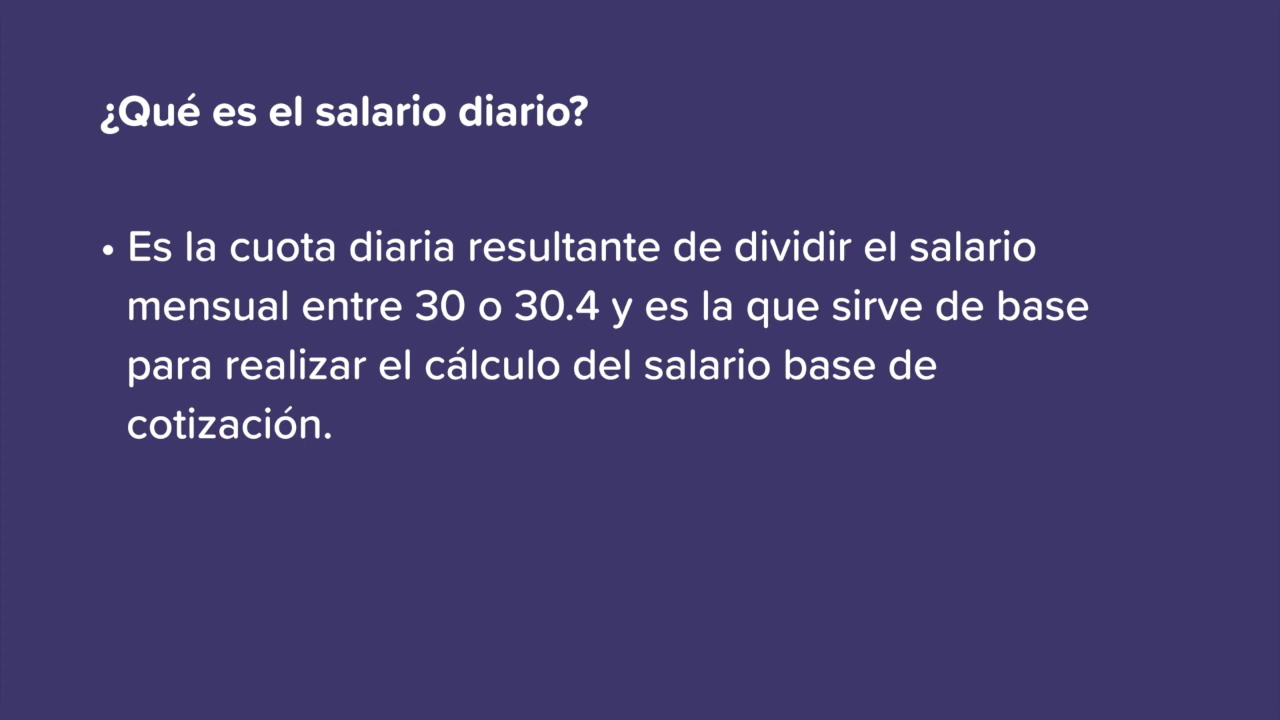 ¿Qué es el salario diario?
• Es la cuota diaria resultante de dividir el salario
mensual entre 30 o 30.4 y es la que sirve de base
para realizar el cálculo del salario base de
cotización.